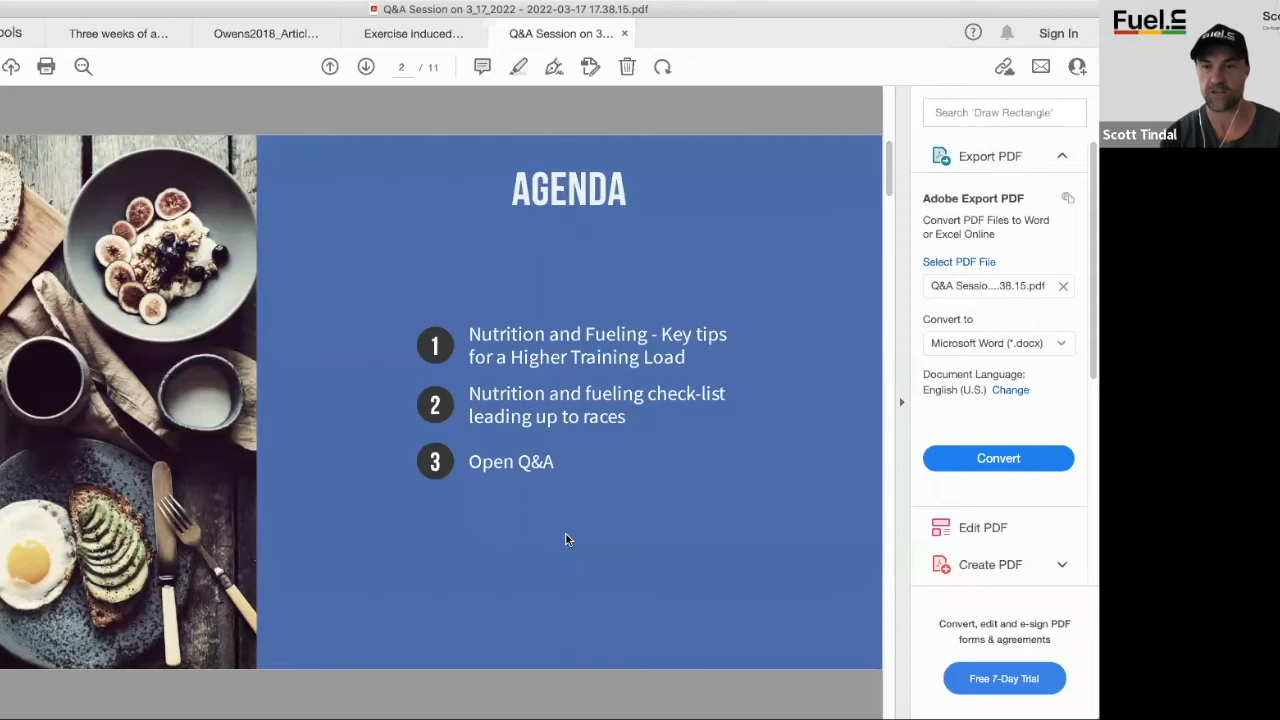 Q&A Session on 3_17_2022 - 2022-03-17 17.38.15.pdf
ools
Three weeks of a...
Owens2018_Articl...
Exercise induced...
Q&A Session on 3...
Sign In
2 / 11
Fuel.in
Sco
Scott Tindal
Search 'Draw Rectangle'
Export PDF
Adobe Export PDF
Convert PDF Files to Word
or Excel Online
Select PDF File
Q&A Sessio....38.15.pdf
Convert to
Microsoft Word (*.docx)
Document Language:
English (U.S.) Change
Convert
Edit PDF
Create PDF
Convert, edit and e-sign PDF
forms & agreements
Free 7-Day Trial
AGENDA
1 Nutrition and Fueling - Key tips
for a Higher Training Load
2 Nutrition and fueling check-list
leading up to races
3 Open Q&A